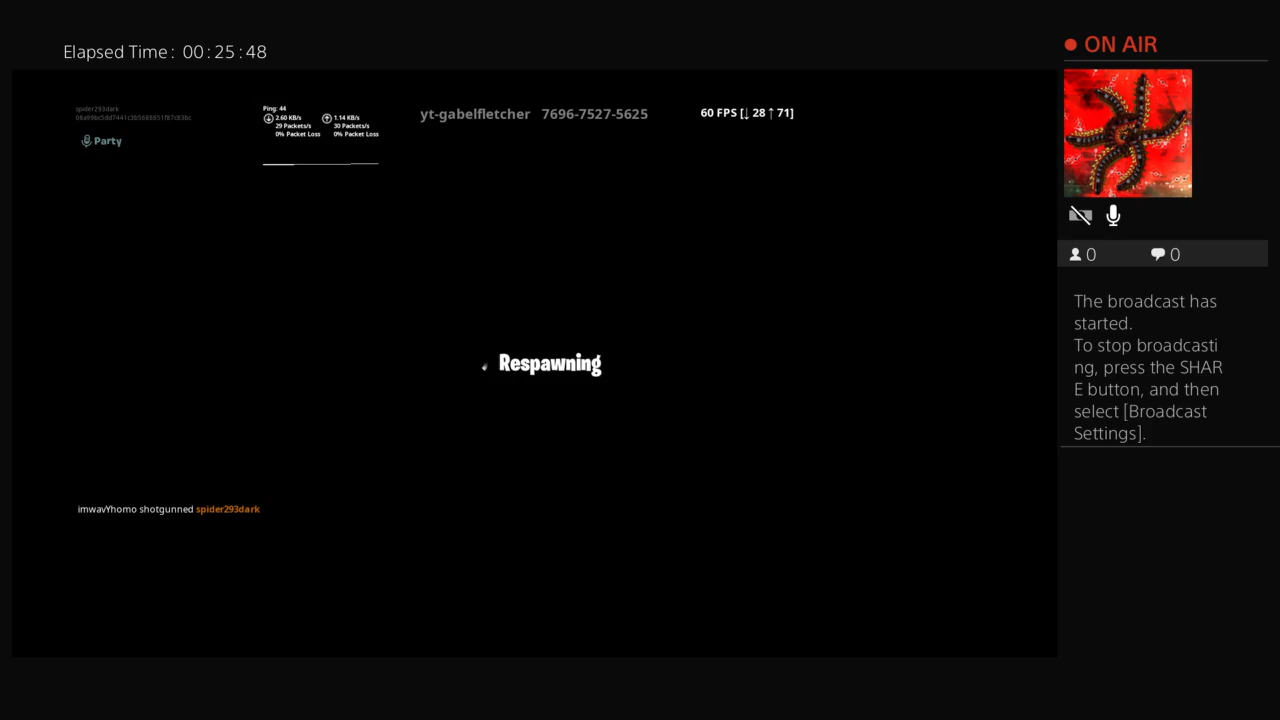 Elapsed Time: 00:25:48
ON AIR
spider293dark
Party
Ping: 44
2.60 KB/s 1.14 KB/s
29 Packets/s 30 Packets/s
0% Packet Loss 0% Packet Loss
yt-gabelfletcher 7696-7527-5625
60 FPS [↓ 28 ↑ 71]
0 0
The broadcast has
started.
To stop broadcasti
ng, press the SHAR
E button, and then
select [Broadcast
Settings].
Respawning
imwavYhomo shotgunned spider293dark